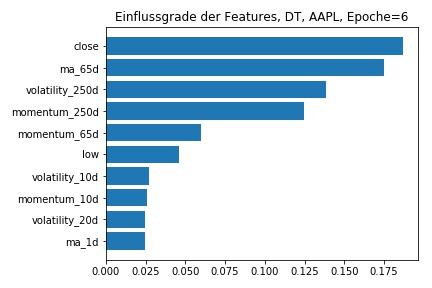 Einflussgrade der Features, DT, AAPL, Epoche=6
close
ma_65d
volatility_250d
momentum_250d
momentum_65d
low
volatility_10d
momentum_10d
volatility_20d
ma_1d
0.000 0.025 0.050 0.075 0.100 0.125 0.150 0.175